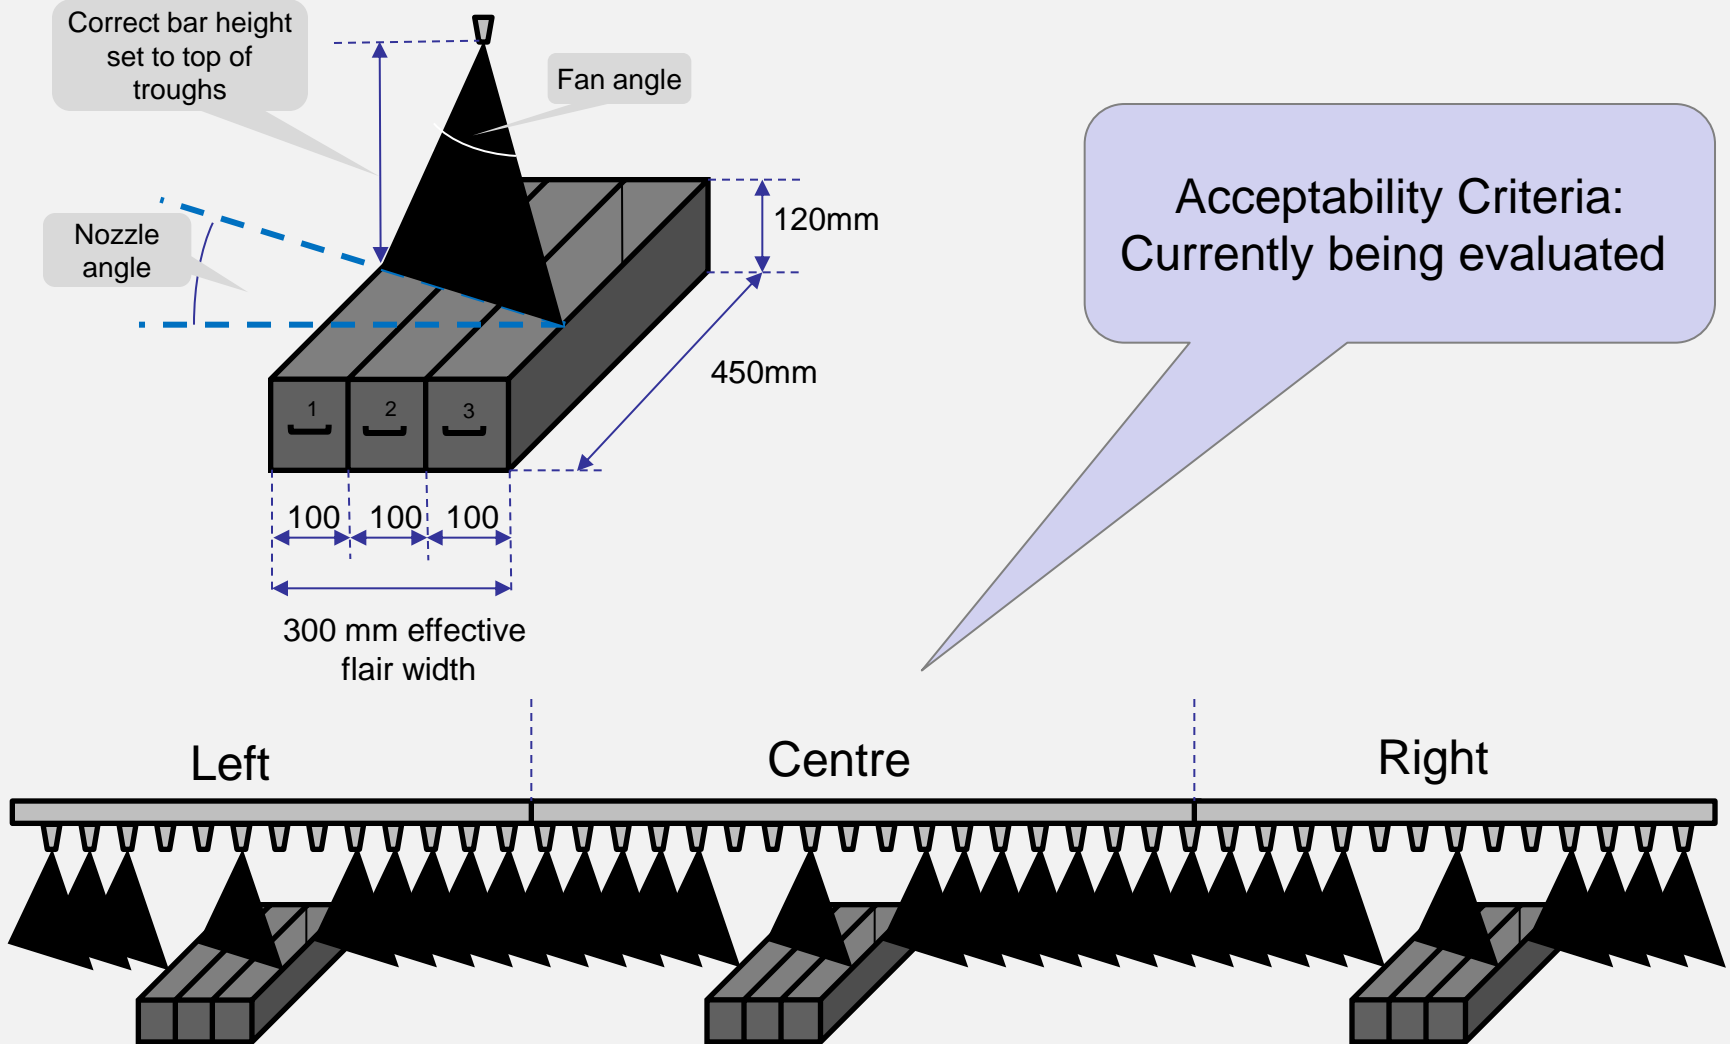 Correct bar height
set to top of
troughs
Fan angle
Acceptability Criteria:
Currently being evaluated
120mm
Nozzle
angle
450mm
1
2
3
100
100
100
300 mm effective
flair width
Left
Centre
Right